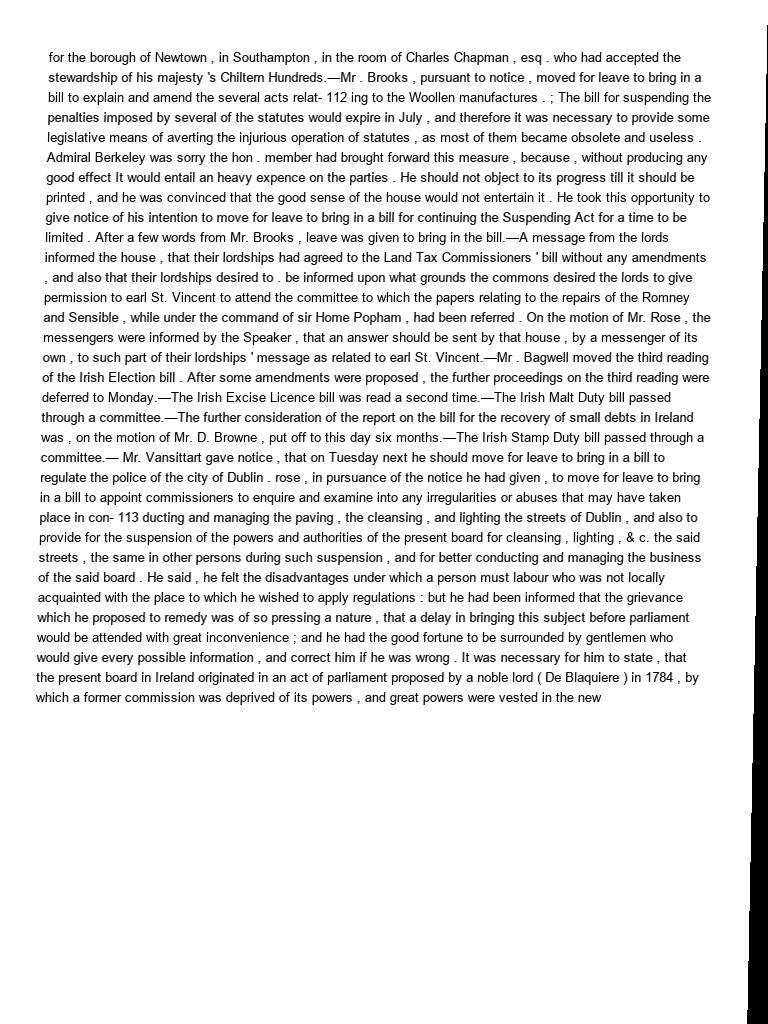 for the borough of Newtown , in Southampton , in the room of Charles Chapman , esq . who had accepted the
stewardship of his majesty 's Chiltern Hundreds.—Mr . Brooks , pursuant to notice , moved for leave to bring in a
bill to explain and amend the several acts relat- 112 ing to the Woollen manufactures . ; The bill for suspending the
penalties imposed by several of the statutes would expire in July , and therefore it was necessary to provide some
legislative means of averting the injurious operation of statutes , as most of them became obsolete and useless .
Admiral Berkeley was sorry the hon . member had brought forward this measure , because , without producing any
good effect It would entail an heavy expence on the parties . He should not object to its progress till it should be
printed , and he was convinced that the good sense of the house would not entertain it . He took this opportunity to
give notice of his intention to move for leave to bring in a bill for continuing the Suspending Act for a time to be
limited . After a few words from Mr. Brooks , leave was given to bring in the bill.—A message from the lords
informed the house , that their lordships had agreed to the Land Tax Commissioners ' bill without any amendments
, and also that their lordships desired to . be informed upon what grounds the commons desired the lords to give
permission to earl St. Vincent to attend the committee to which the papers relating to the repairs of the Romney
and Sensible , while under the command of sir Home Popham , had been referred . On the motion of Mr. Rose , the
messengers were informed by the Speaker , that an answer should be sent by that house , by a messenger of its
own , to such part of their lordships ' message as related to earl St. Vincent.—Mr . Bagwell moved the third reading
of the Irish Election bill . After some amendments were proposed , the further proceedings on the third reading were
deferred to Monday.—The Irish Excise Licence bill was read a second time.—The Irish Malt Duty bill passed
through a committee.—The further consideration of the report on the bill for the recovery of small debts in Ireland
was , on the motion of Mr. D. Browne , put off to this day six months.—The Irish Stamp Duty bill passed through a
committee.— Mr. Vansittart gave notice , that on Tuesday next he should move for leave to bring in a bill to
regulate the police of the city of Dublin . rose , in pursuance of the notice he had given , to move for leave to bring
in a bill to appoint commissioners to enquire and examine into any irregularities or abuses that may have taken
place in con- 113 ducting and managing the paving , the cleansing , and lighting the streets of Dublin , and also to
provide for the suspension of the powers and authorities of the present board for cleansing , lighting , & c. the said
streets , the same in other persons during such suspension , and for better conducting and managing the business
of the said board . He said , he felt the disadvantages under which a person must labour who was not locally
acquainted with the place to which he wished to apply regulations : but he had been informed that the grievance
which he proposed to remedy was of so pressing a nature , that a delay in bringing this subject before parliament
would be attended with great inconvenience ; and he had the good fortune to be surrounded by gentlemen who
would give every possible information , and correct him if he was wrong . It was necessary for him to state , that
the present board in Ireland originated in an act of parliament proposed by a noble lord ( De Blaquiere ) in 1784 , by
which a former commission was deprived of its powers , and great powers were vested in the new